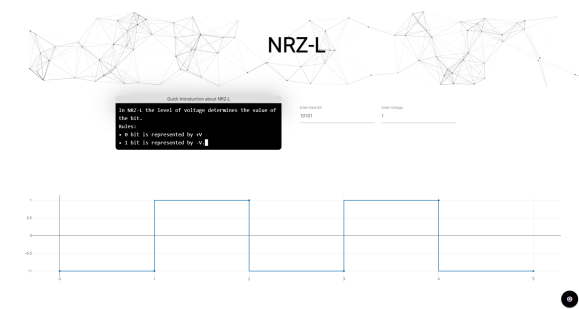 NRZ-L
Quick Introduction about NRZ-L
In NRZ-L the level of voltage determines the value of
the bit.
Rules:
• 0 bit is represented by +V
• 1 bit is represented by -V.
Enter Data Bit
10101
Enter Voltage
1
1
0.5
0
-0.5
-1
0 1 2 3 4 5